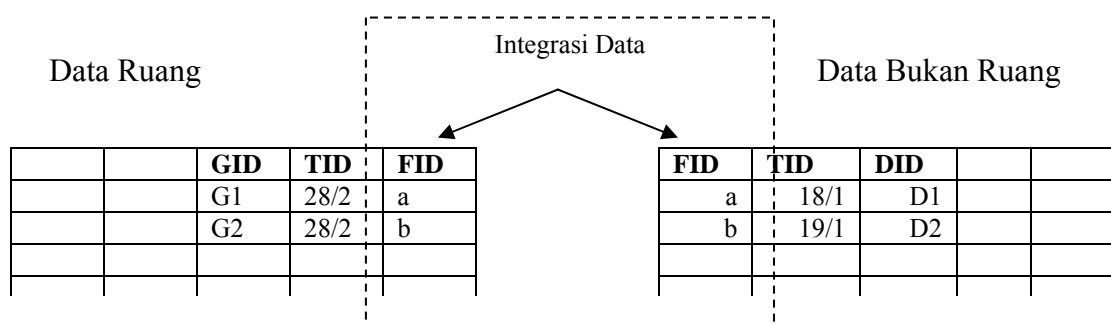 Integrasi Data
Data Ruang
Data Bukan Ruang
GID TID FID
G1 28/2 a
G2 28/2 b
FID TID DID
a 18/1 D1
b 19/1 D2